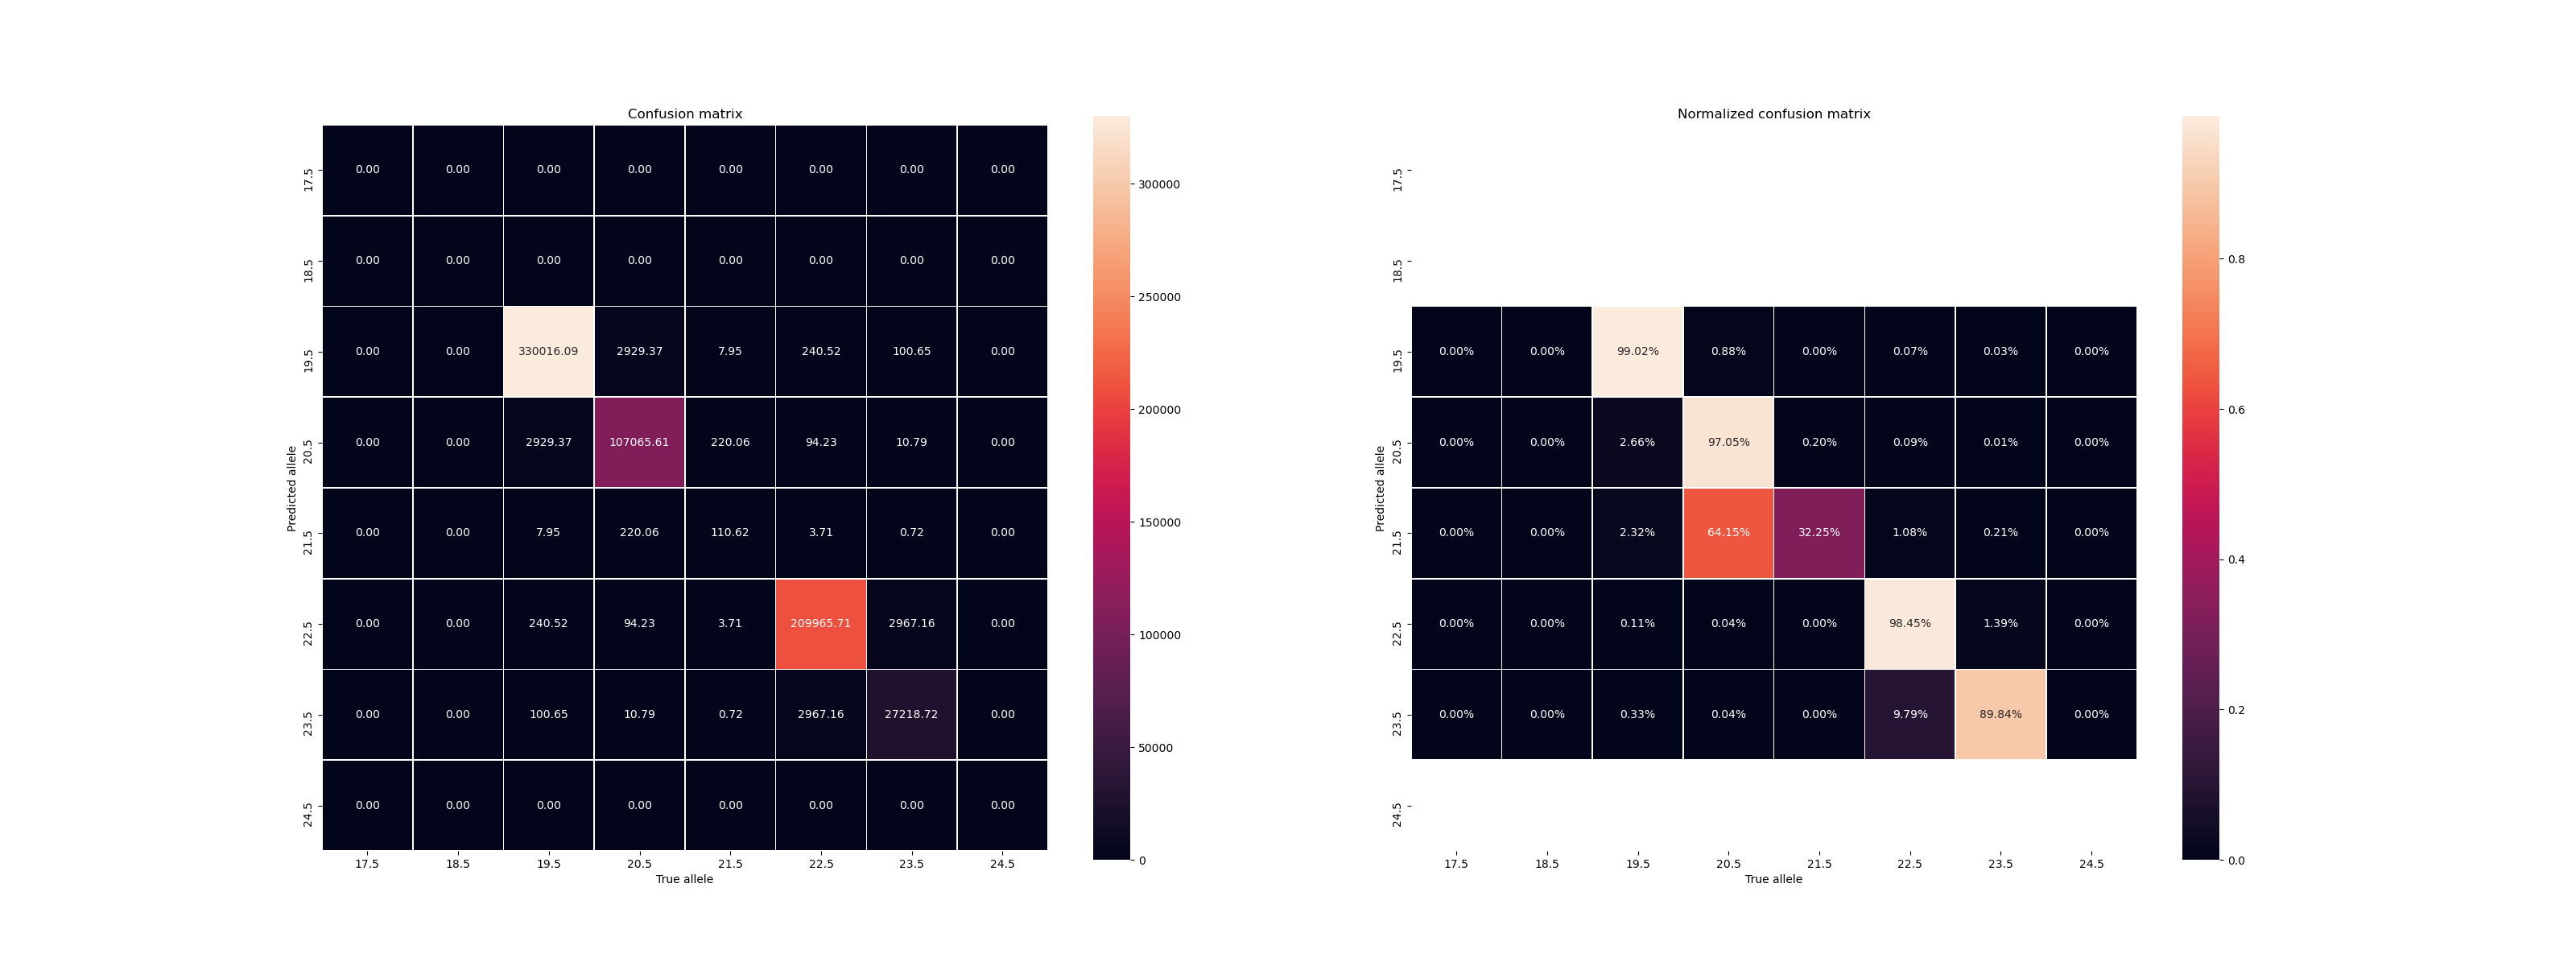 Confusion matrix
17.5 0.00 0.00 0.00 0.00 0.00 0.00 0.00 0.00
18.5 0.00 0.00 0.00 0.00 0.00 0.00 0.00 0.00
19.5 0.00 0.00 330016.09 2929.37 7.95 240.52 100.65 0.00
20.5 0.00 0.00 2929.37 107065.61 220.06 94.23 10.79 0.00
21.5 0.00 0.00 7.95 220.06 110.62 3.71 0.72 0.00
22.5 0.00 0.00 240.52 94.23 3.71 209965.71 2967.16 0.00
23.5 0.00 0.00 100.65 10.79 0.72 2967.16 27218.72 0.00
24.5 0.00 0.00 0.00 0.00 0.00 0.00 0.00 0.00
17.5 18.5 19.5 20.5 21.5 22.5 23.5 24.5
True allele
Predicted allele
300000
250000
200000
150000
100000
50000
0
Normalized confusion matrix
17.5
18.5
19.5 0.00% 0.00% 99.02% 0.88% 0.00% 0.07% 0.03% 0.00%
20.5 0.00% 0.00% 2.66% 97.05% 0.20% 0.09% 0.01% 0.00%
21.5 0.00% 0.00% 2.32% 64.15% 32.25% 1.08% 0.21% 0.00%
22.5 0.00% 0.00% 0.11% 0.04% 0.00% 98.45% 1.39% 0.00%
23.5 0.00% 0.00% 0.33% 0.04% 0.00% 9.79% 89.84% 0.00%
24.5
17.5 18.5 19.5 20.5 21.5 22.5 23.5 24.5
True allele
Predicted allele
0.8
0.6
0.4
0.2
0.0